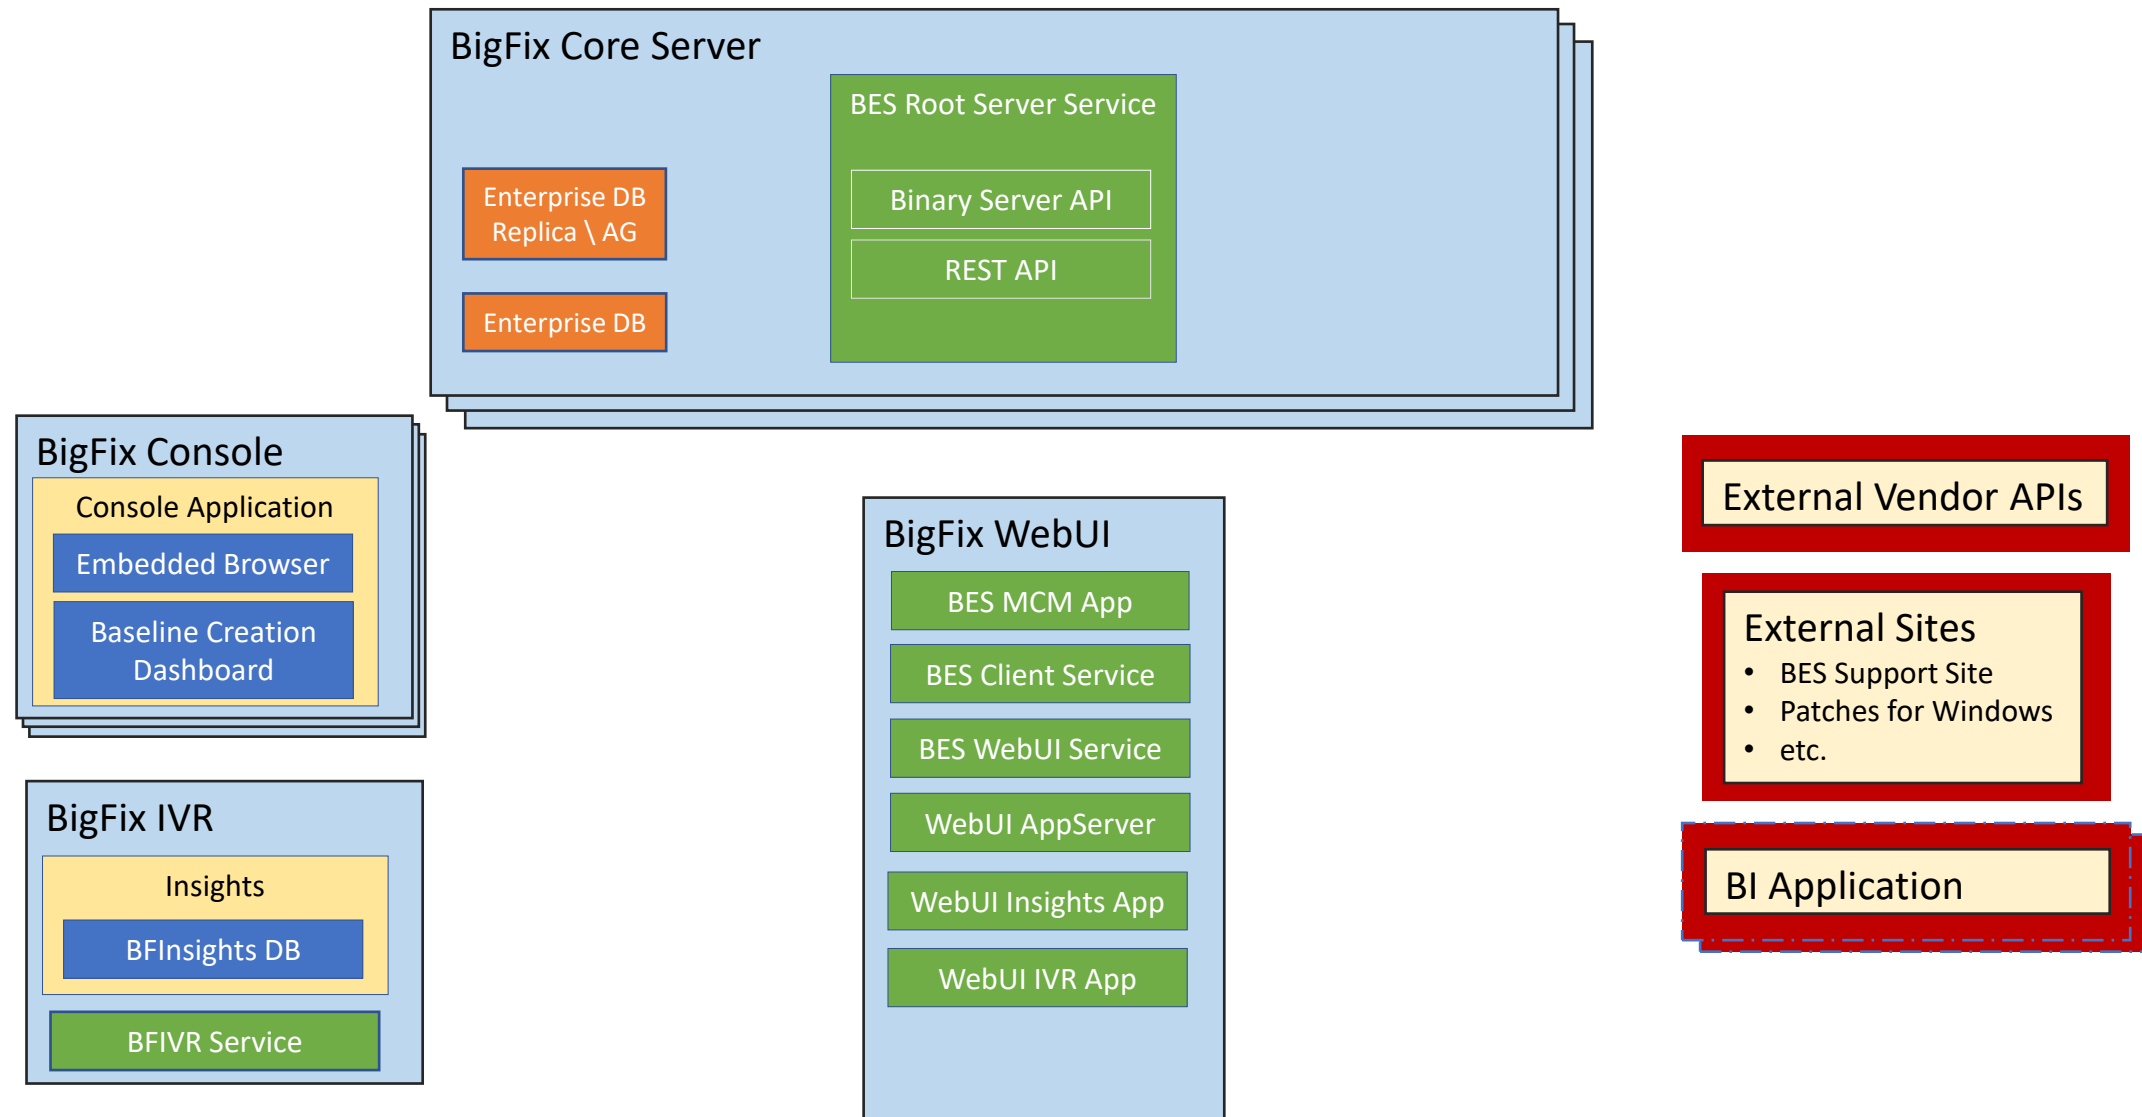 BigFix Core Server
BES Root Server Service
Enterprise DB
Replica \ AG
Binary Server API
REST API
Enterprise DB
BigFix Console
Console Application
Embedded Browser
Baseline Creation
Dashboard
BigFix IVR
Insights
BFInsights DB
BFIVR Service
BigFix WebUI
BES MCM App
BES Client Service
BES WebUI Service
WebUI AppServer
WebUI Insights App
WebUI IVR App
External Vendor APIs
External Sites
• BES Support Site
• Patches for Windows
• etc.
BI Application